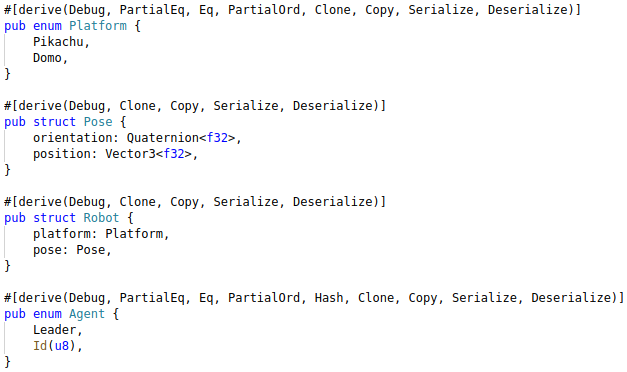 #[derive(Debug, PartialEq, Eq, PartialOrd, Clone, Copy, Serialize, Deserialize)]
pub enum Platform {
    Pikachu,
    Domo,
}

#[derive(Debug, Clone, Copy, Serialize, Deserialize)]
pub struct Pose {
    orientation: Quaternion<f32>,
    position: Vector3<f32>,
}

#[derive(Debug, Clone, Copy, Serialize, Deserialize)]
pub struct Robot {
    platform: Platform,
    pose: Pose,
}

#[derive(Debug, PartialEq, Eq, PartialOrd, Hash, Clone, Copy, Serialize, Deserialize)]
pub enum Agent {
    Leader,
    Id(u8),
}